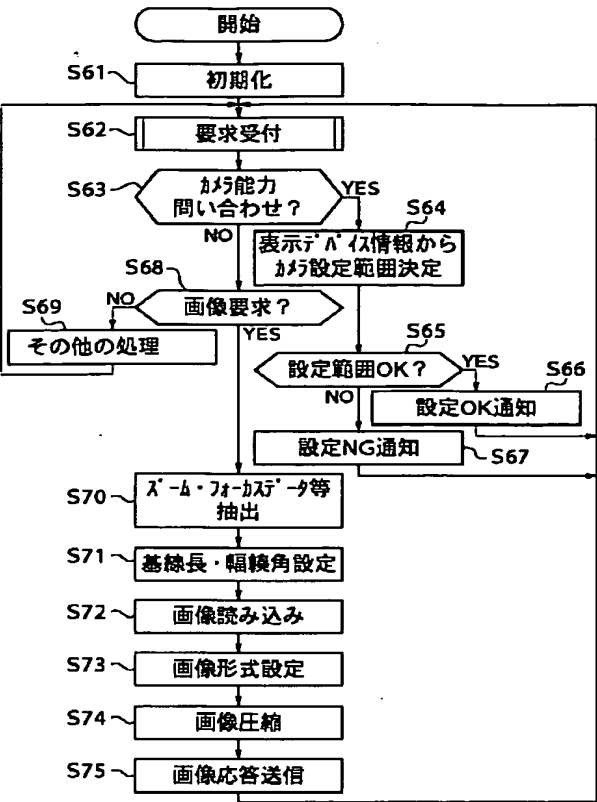 開始
S61
初期化
S62
要求受付
S63
ｶﾒﾗ能力
問い合わせ？
YES
NO
S64
表示ﾃﾞﾊﾞｲｽ情報から
ｶﾒﾗ設定範囲決定
S68
画像要求？
NO
YES
S69
その他の処理
S65
設定範囲OK？
YES
NO
S66
設定OK通知
設定NG通知
S67
S70
ｽﾞｰﾑ・ﾌｫｰｶｽﾃﾞｰﾀ等
抽出
S71
基線長・輻輳角設定
S72
画像読み込み
S73
画像形式設定
S74
画像圧縮
S75
画像応答送信